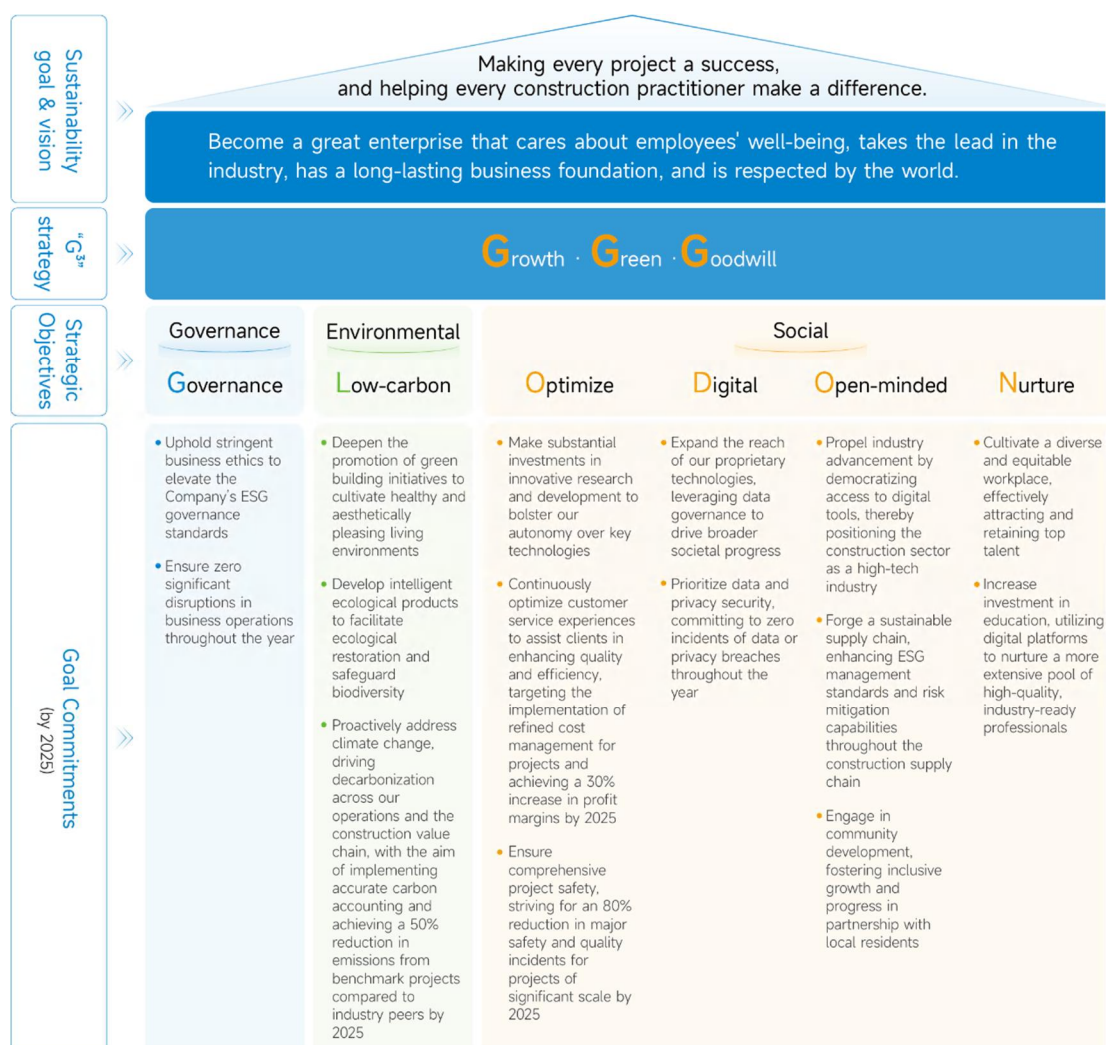 Sustainability
goal & vision
Making every project a success,
and helping every construction practitioner make a difference.
Become a great enterprise that cares about employees' well-being, takes the lead in the
industry, has a long-lasting business foundation, and is respected by the world.
“G³”
strategy
Growth · Green · Goodwill
Strategic
Objectives
Governance
Environmental
Social
Governance
Low-carbon
Optimize
Digital
Open-minded
Nurture
Goal Commitments
(by 2025)
• Uphold stringent
business ethics to
elevate the
Company's ESG
governance
standards
• Ensure zero
significant
disruptions in
business operations
throughout the year
• Deepen the
promotion of green
building initiatives to
cultivate healthy and
aesthetically
pleasing living
environments
• Develop intelligent
ecological products
to facilitate
ecological
restoration and
safeguard
biodiversity
• Proactively address
climate change,
driving
decarbonization
across our
operations and the
construction value
chain, with the aim
of implementing
accurate carbon
accounting and
achieving a 50%
reduction in
emissions from
benchmark projects
compared to
industry peers by
2025
• Make substantial
investments in
innovative research
and development to
bolster our
autonomy over key
technologies
• Continuously
optimize customer
service experiences
to assist clients in
enhancing quality
and efficiency,
targeting the
implementation of
refined cost
management for
projects and
achieving a 30%
increase in profit
margins by 2025
• Ensure
comprehensive
project safety,
striving for an 80%
reduction in major
safety and quality
incidents for
projects of
significant scale by
2025
• Expand the reach
of our proprietary
technologies,
leveraging data
governance to
drive broader
societal progress
• Prioritize data and
privacy security,
committing to zero
incidents of data or
privacy breaches
throughout the
year
• Propel industry
advancement by
democratizing
access to digital
tools, thereby
positioning the
construction sector
as a high-tech
industry
• Forge a sustainable
supply chain,
enhancing ESG
management
standards and risk
mitigation
capabilities
throughout the
construction supply
chain
• Engage in
community
development,
fostering inclusive
growth and
progress in
partnership with
local residents
• Cultivate a diverse
and equitable
workplace,
effectively
attracting and
retaining top
talent
• Increase
investment in
education, utilizing
digital platforms
to nurture a more
extensive pool of
high-quality,
industry-ready
professionals